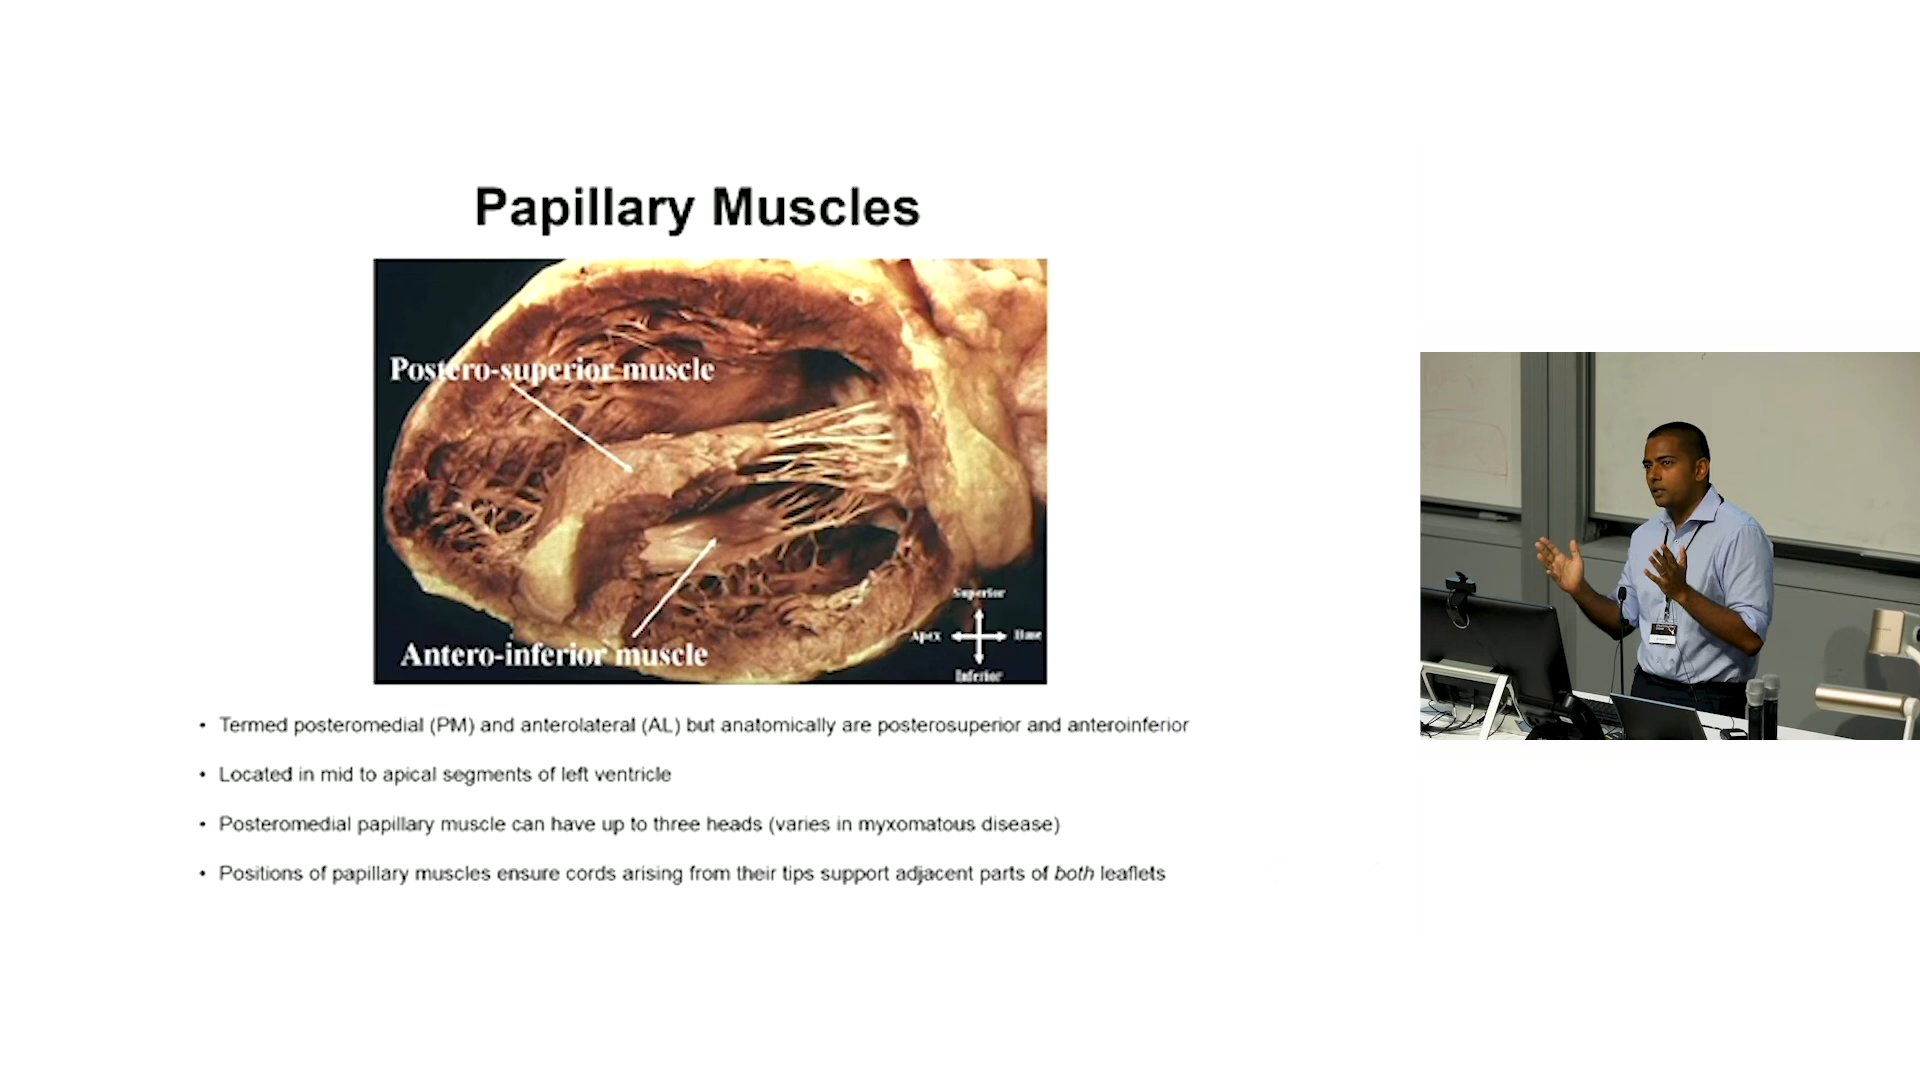 Papillary Muscles
Postero-superior muscle
Superior
Apex
Base
Antero-inferior muscle
Inferior
• Termed posteromedial (PM) and anterolateral (AL) but anatomically are posterosuperior and anteroinferior
• Located in mid to apical segments of left ventricle
• Posteromedial papillary muscle can have up to three heads (varies in myxomatous disease)
• Positions of papillary muscles ensure cords arising from their tips support adjacent parts of both leaflets